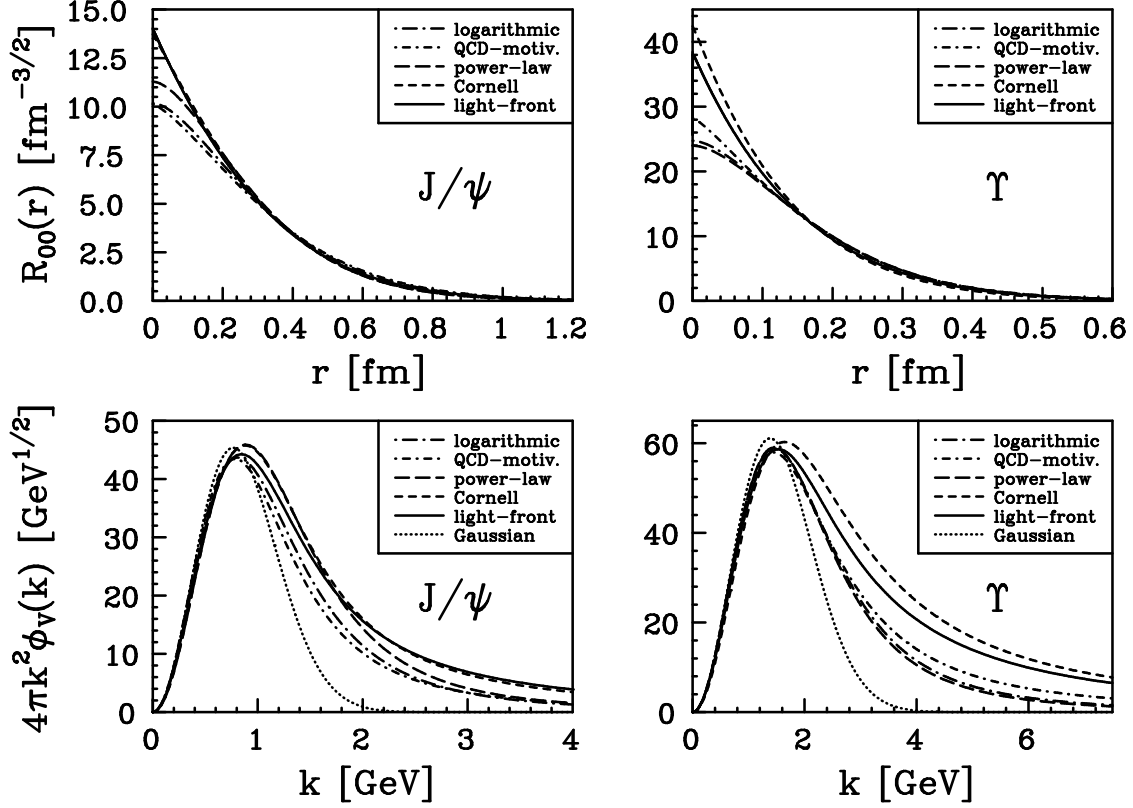 R₀₀(r) [fm⁻³/²]
15.0
12.5
10.0
7.5
5.0
2.5
0.0
logarithmic
QCD-motiv.
power-law
Cornell
light-front
J/ψ
0 0.2 0.4 0.6 0.8 1 1.2
r [fm]
40
30
20
10
0
logarithmic
QCD-motiv.
power-law
Cornell
light-front
ϒ
0 0.1 0.2 0.3 0.4 0.5 0.6
r [fm]
4πk²ϕ_V(k) [GeV¹/²]
50
40
30
20
10
0
logarithmic
QCD-motiv.
power-law
Cornell
light-front
Gaussian
J/ψ
0 1 2 3 4
k [GeV]
60
40
20
0
logarithmic
QCD-motiv.
power-law
Cornell
light-front
Gaussian
ϒ
0 2 4 6
k [GeV]